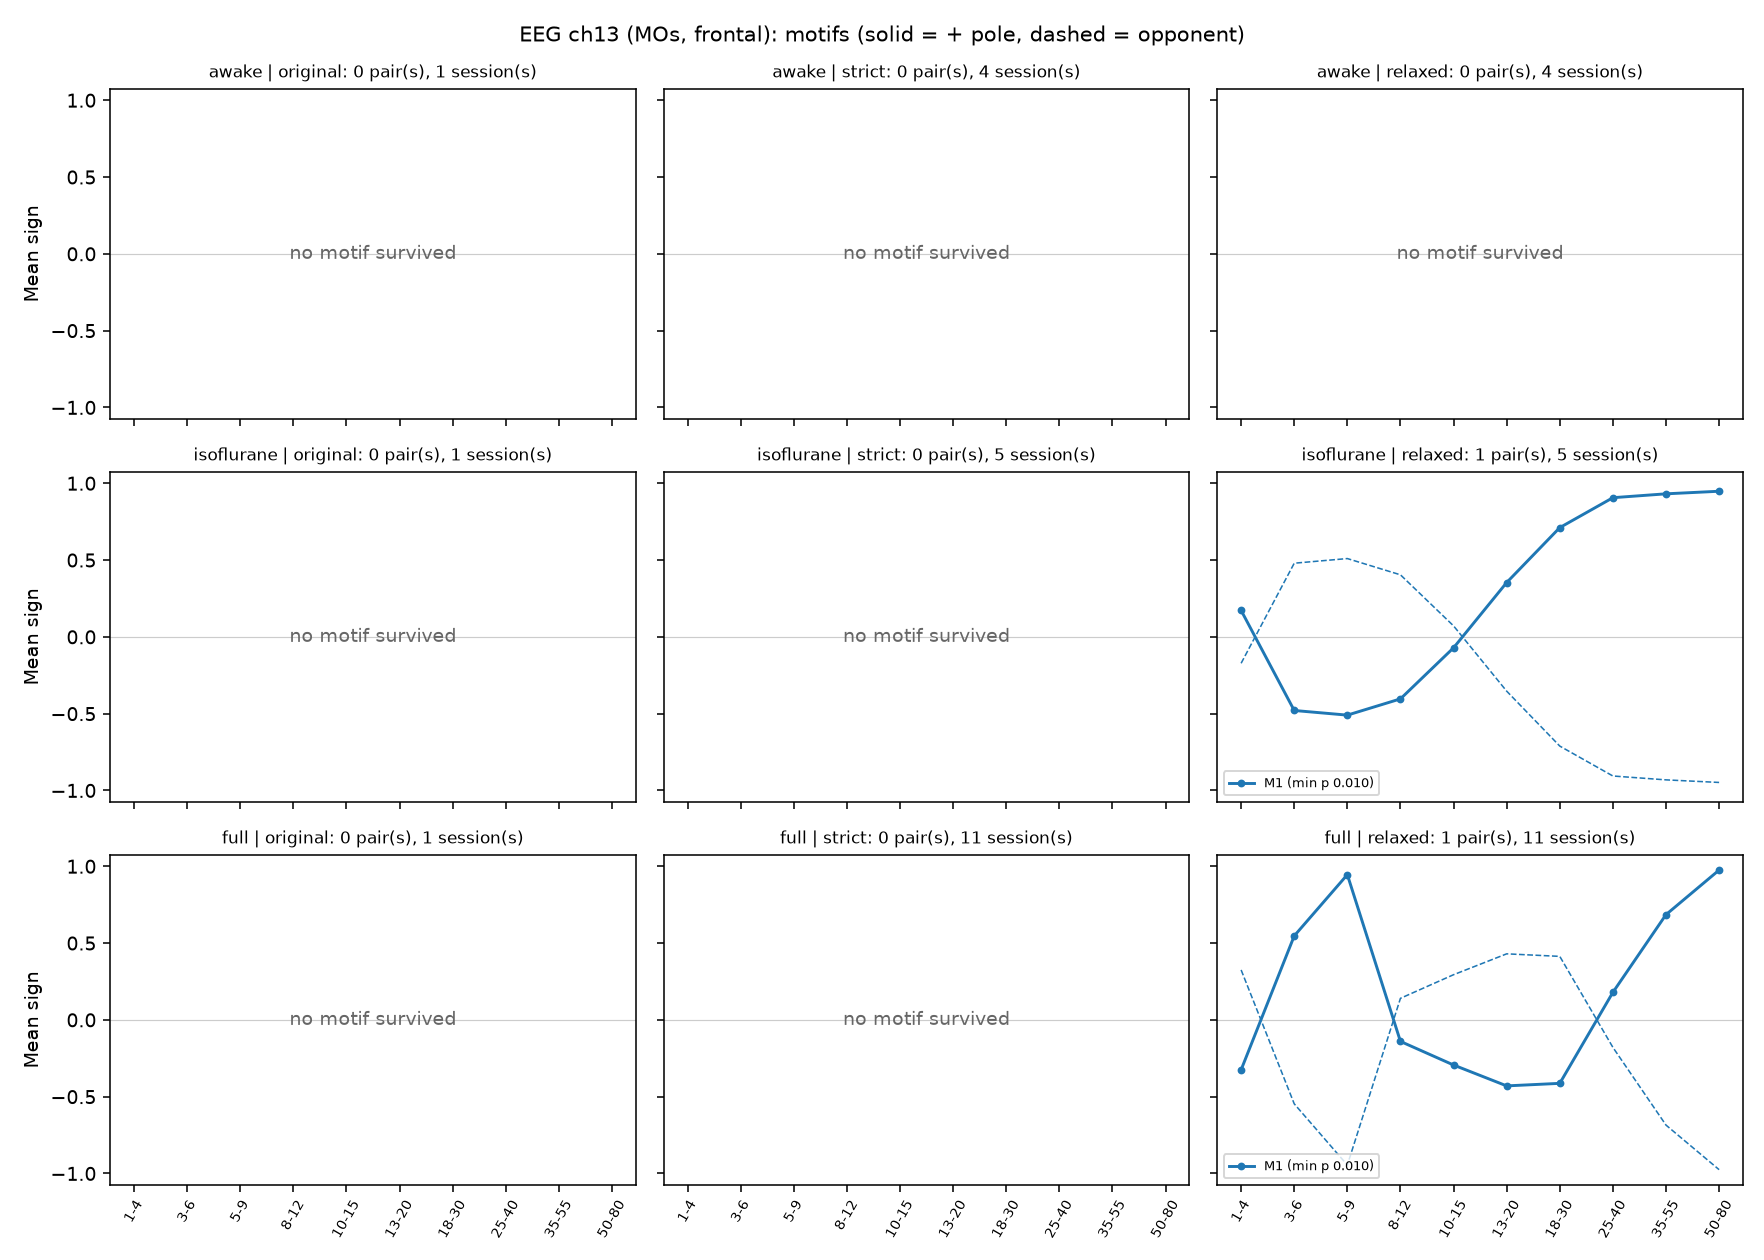 EEG ch13 (MOs, frontal): motifs (solid = + pole, dashed = opponent)
awake | original: 0 pair(s), 1 session(s)
awake | strict: 0 pair(s), 4 session(s)
awake | relaxed: 0 pair(s), 4 session(s)
Mean sign
1.0
0.5
0.0
−0.5
−1.0
no motif survived
no motif survived
no motif survived
isoflurane | original: 0 pair(s), 1 session(s)
isoflurane | strict: 0 pair(s), 5 session(s)
isoflurane | relaxed: 1 pair(s), 5 session(s)
Mean sign
1.0
0.5
0.0
−0.5
−1.0
no motif survived
no motif survived
M1 (min p 0.010)
full | original: 0 pair(s), 1 session(s)
full | strict: 0 pair(s), 11 session(s)
full | relaxed: 1 pair(s), 11 session(s)
Mean sign
1.0
0.5
0.0
−0.5
−1.0
no motif survived
no motif survived
M1 (min p 0.010)
1-4 3-6 5-9 8-12 10-15 13-20 18-30 25-40 35-55 50-80
1-4 3-6 5-9 8-12 10-15 13-20 18-30 25-40 35-55 50-80
1-4 3-6 5-9 8-12 10-15 13-20 18-30 25-40 35-55 50-80